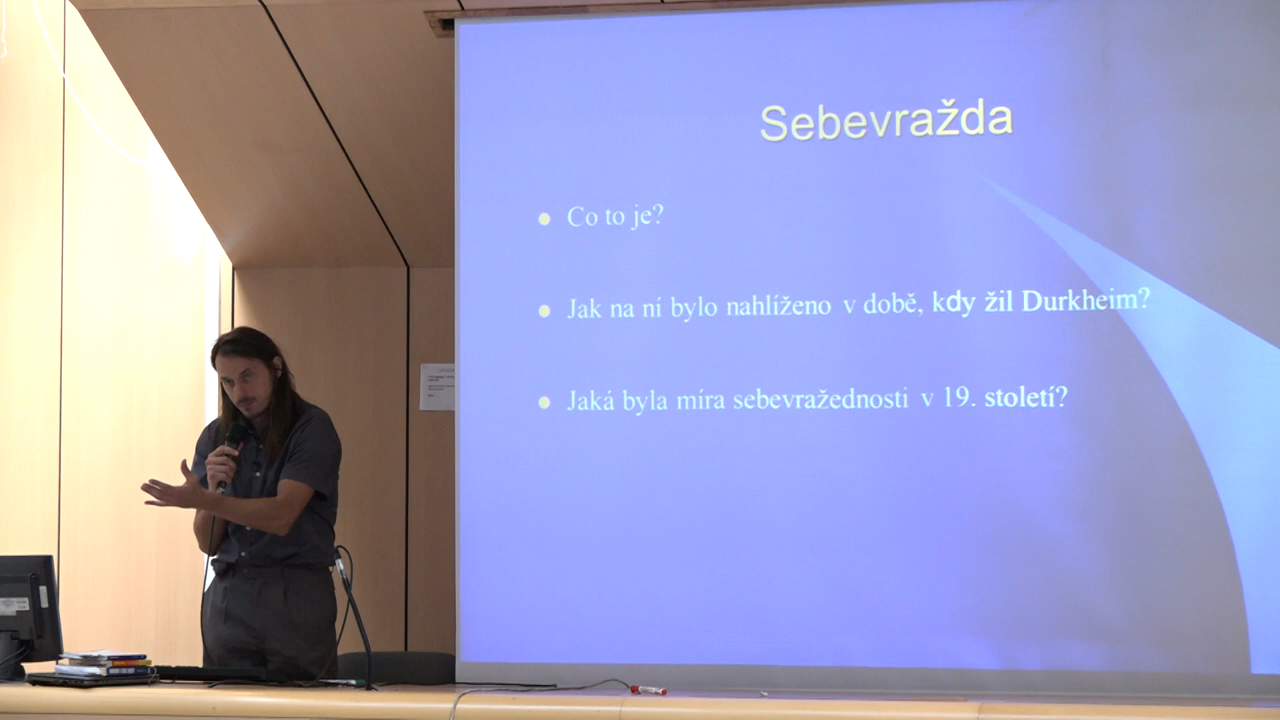 Sebevražda
Co to je?
Jak na ní bylo nahlíženo v době, kdy žil Durkheim?
Jaká byla míra sebevražednosti v 19. století?